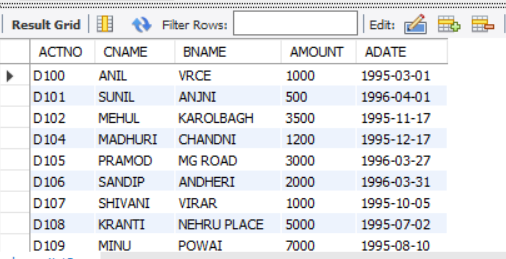 Result Grid Filter Rows: Edit:
ACTNO CNAME BNAME AMOUNT ADATE
D100 ANIL VRCE 1000 1995-03-01
D101 SUNIL ANJNI 500 1996-04-01
D102 MEHUL KAROLBAGH 3500 1995-11-17
D104 MADHURI CHANDNI 1200 1995-12-17
D105 PRAMOD MG ROAD 3000 1996-03-27
D106 SANDIP ANDHERI 2000 1996-03-31
D107 SHIVANI VIRAR 1000 1995-10-05
D108 KRANTI NEHRU PLACE 5000 1995-07-02
D109 MINU POWAI 7000 1995-08-10